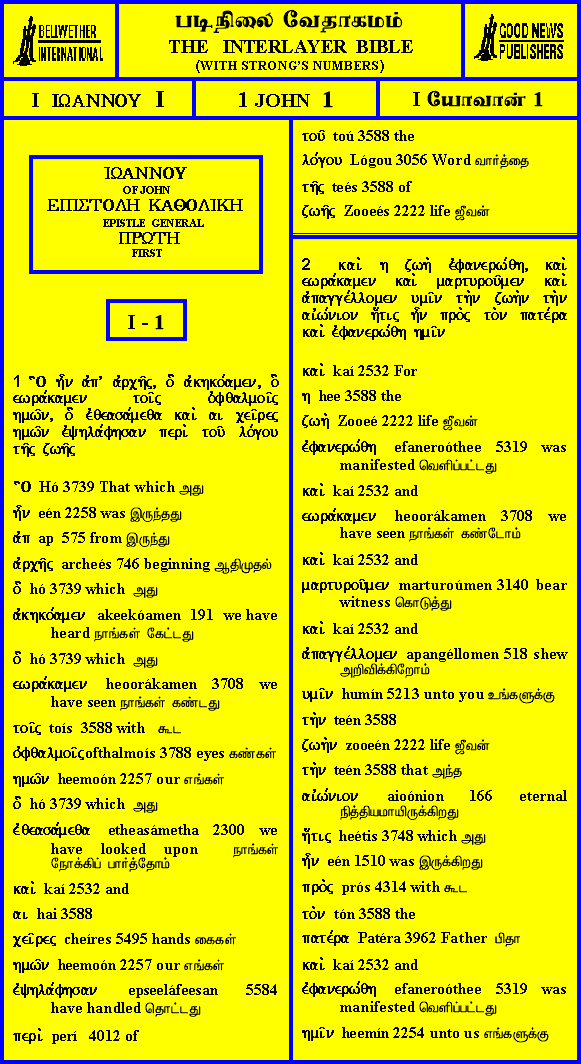 BELLWETHER
INTERNATIONAL
படிநிலை வேதாகமம்
THE INTERLAYER BIBLE
(WITH STRONG'S NUMBERS)
GOOD NEWS
PUBLISHERS
I ΙΩΑΝΝΟΥ I
1 JOHN 1
I யோவான் 1
ΙΩΑΝΝΟΥ
OF JOHN
ΕΠΙΣΤΟΛΗ ΚΑΘΟΛΙΚΗ
EPISTLE GENERAL
ΠΡΩΤΗ
FIRST
I - 1
1 Ὃ ἦν ἀπ' ἀρχῆς, ὃ ἀκηκόαμεν, ὃ
εωράκαμεν τοῖς ὀφθαλμοῖς
ημῶν, ὃ ἐθεασάμεθα καὶ αι χεῖρες
ημῶν ἐψηλάφησαν περὶ τοῦ λόγου
τῆς ζωῆς
Ὃ Hó 3739 That which அது
ἦν eén 2258 was இருந்தது
ἀπ ap 575 from இருந்து
ἀρχῆς archeés 746 beginning ஆதிமுதல்
ὃ hó 3739 which அது
ἀκηκόαμεν akeekóamen 191 we have
heard நாங்கள் கேட்டது
ὃ hó 3739 which அது
εωράκαμεν heoorákamen 3708 we
have seen நாங்கள் கண்டது
τοῖς toís 3588 with கூட
ὀφθαλμοῖς ofthalmoís 3788 eyes கண்கள்
ημῶν heemoón 2257 our எங்கள்
ὃ hó 3739 which அது
ἐθεασάμεθα etheasámetha 2300 we
have looked upon நாங்கள்
நோக்கிப் பார்த்தோம்
καὶ kaí 2532 and
αι hai 3588
χεῖρες cheíres 5495 hands கைகள்
ημῶν heemoón 2257 our எங்கள்
ἐψηλάφησαν epseeláfeesan 5584
have handled தொட்டது
περὶ perí 4012 of
τοῦ toú 3588 the
λόγου Lógou 3056 Word வார்த்தை
τῆς teés 3588 of
ζωῆς Zooeés 2222 life ஜீவன்
2 καὶ η ζωὴ ἐφανερώθη, καὶ
εωράκαμεν καὶ μαρτυροῦμεν καὶ
ἀπαγγέλλομεν υμῖν τὴν ζωὴν τὴν
αἰώνιον ἥτις ἦν πρὸς τὸν πατέρα
καὶ ἐφανερώθη ημῖν
καὶ kaí 2532 For
η hee 3588 the
ζωὴ Zooeé 2222 life ஜீவன்
ἐφανερώθη efaneroóthee 5319 was
manifested வெளிப்பட்டது
καὶ kaí 2532 and
εωράκαμεν heoorákamen 3708 we
have seen நாங்கள் கண்டோம்
καὶ kaí 2532 and
μαρτυροῦμεν marturoúmen 3140 bear
witness கொடுத்து
καὶ kaí 2532 and
ἀπαγγέλλομεν apangéllomen 518 shew
அறிவிக்கிறோம்
υμῖν humín 5213 unto you உங்களுக்கு
τὴν teén 3588
ζωὴν zooeén 2222 life ஜீவன்
τὴν teén 3588 that அந்த
αἰώνιον aioónion 166 eternal
நித்தியமாயிருக்கிறது
ἥτις heétis 3748 which அது
ἦν eén 1510 was இருக்கிறது
πρὸς prós 4314 with கூட
τὸν tón 3588 the
πατέρα Patéra 3962 Father பிதா
καὶ kaí 2532 and
ἐφανερώθη efaneroóthee 5319 was
manifested வெளிப்பட்டது
ημῖν heemín 2254 unto us எங்களுக்கு